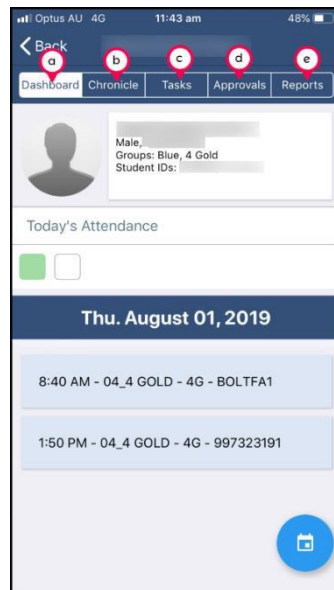 Optus AU 4G 11:43 am 48%
Back
a b c d e
Dashboard Chronicle Tasks Approvals Reports
Male,
Groups: Blue, 4 Gold
Student IDs:
Today's Attendance
Thu. August 01, 2019
8:40 AM - 04_4 GOLD - 4G - BOLTFA1
1:50 PM - 04_4 GOLD - 4G - 997323191